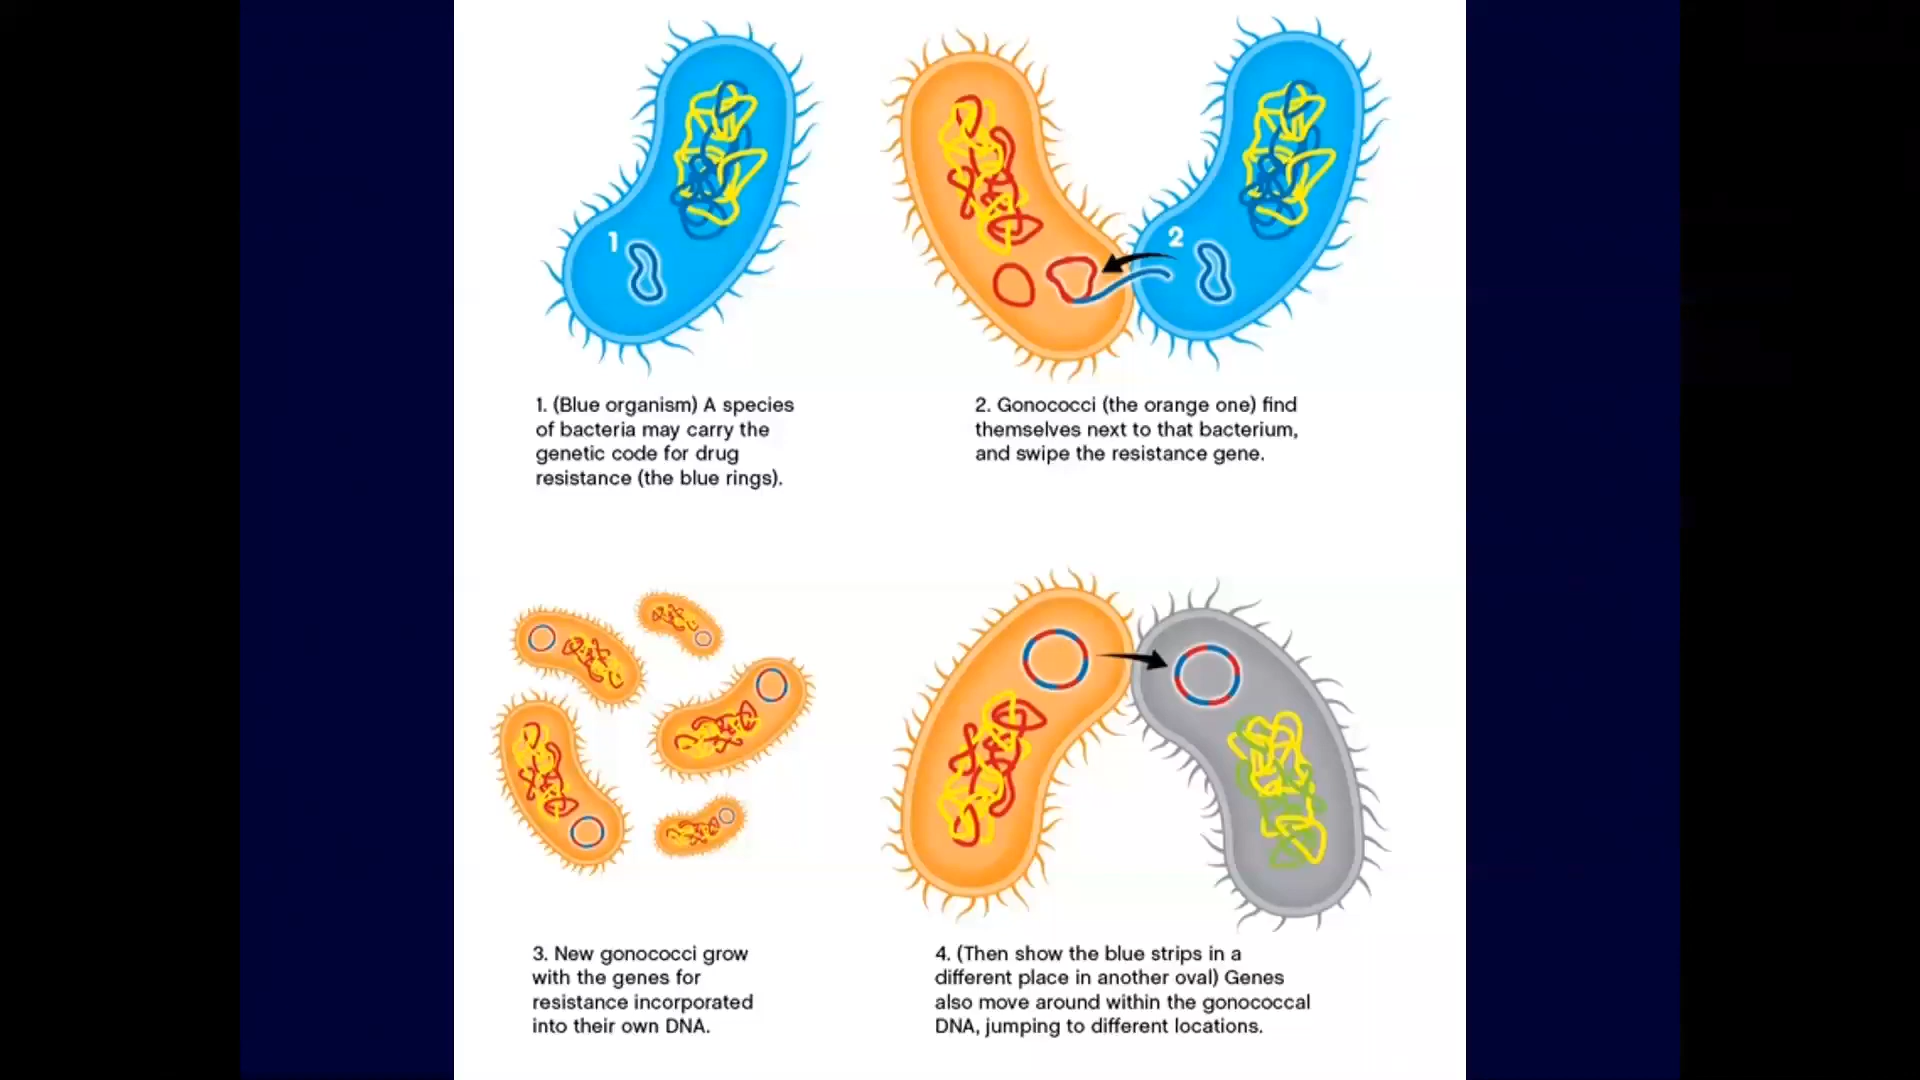 1
2
1. (Blue organism) A species
of bacteria may carry the
genetic code for drug
resistance (the blue rings).
2. Gonococci (the orange one) find
themselves next to that bacterium,
and swipe the resistance gene.
3. New gonococci grow
with the genes for
resistance incorporated
into their own DNA.
4. (Then show the blue strips in a
different place in another oval) Genes
also move around within the gonococcal
DNA, jumping to different locations.